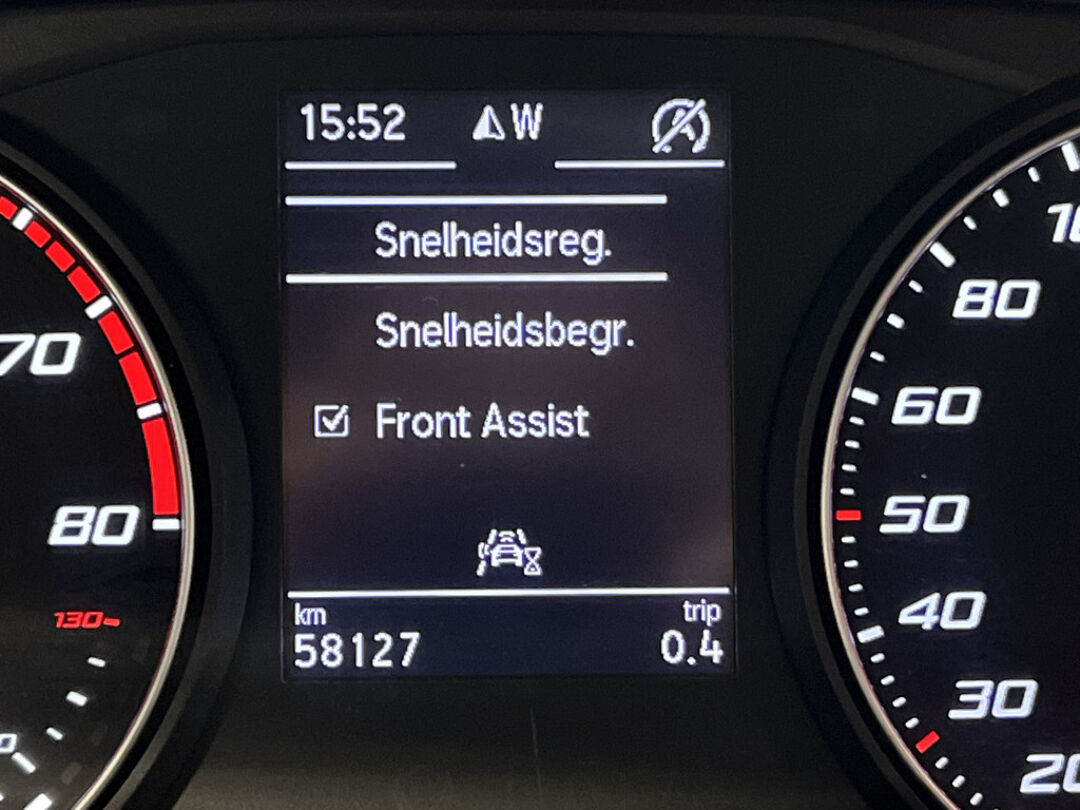 15:52 W
Snelheidsreg.
Snelheidsbegr.
Front Assist
km trip
58127 0.4
70
80
130
80
60
50
40
30
20